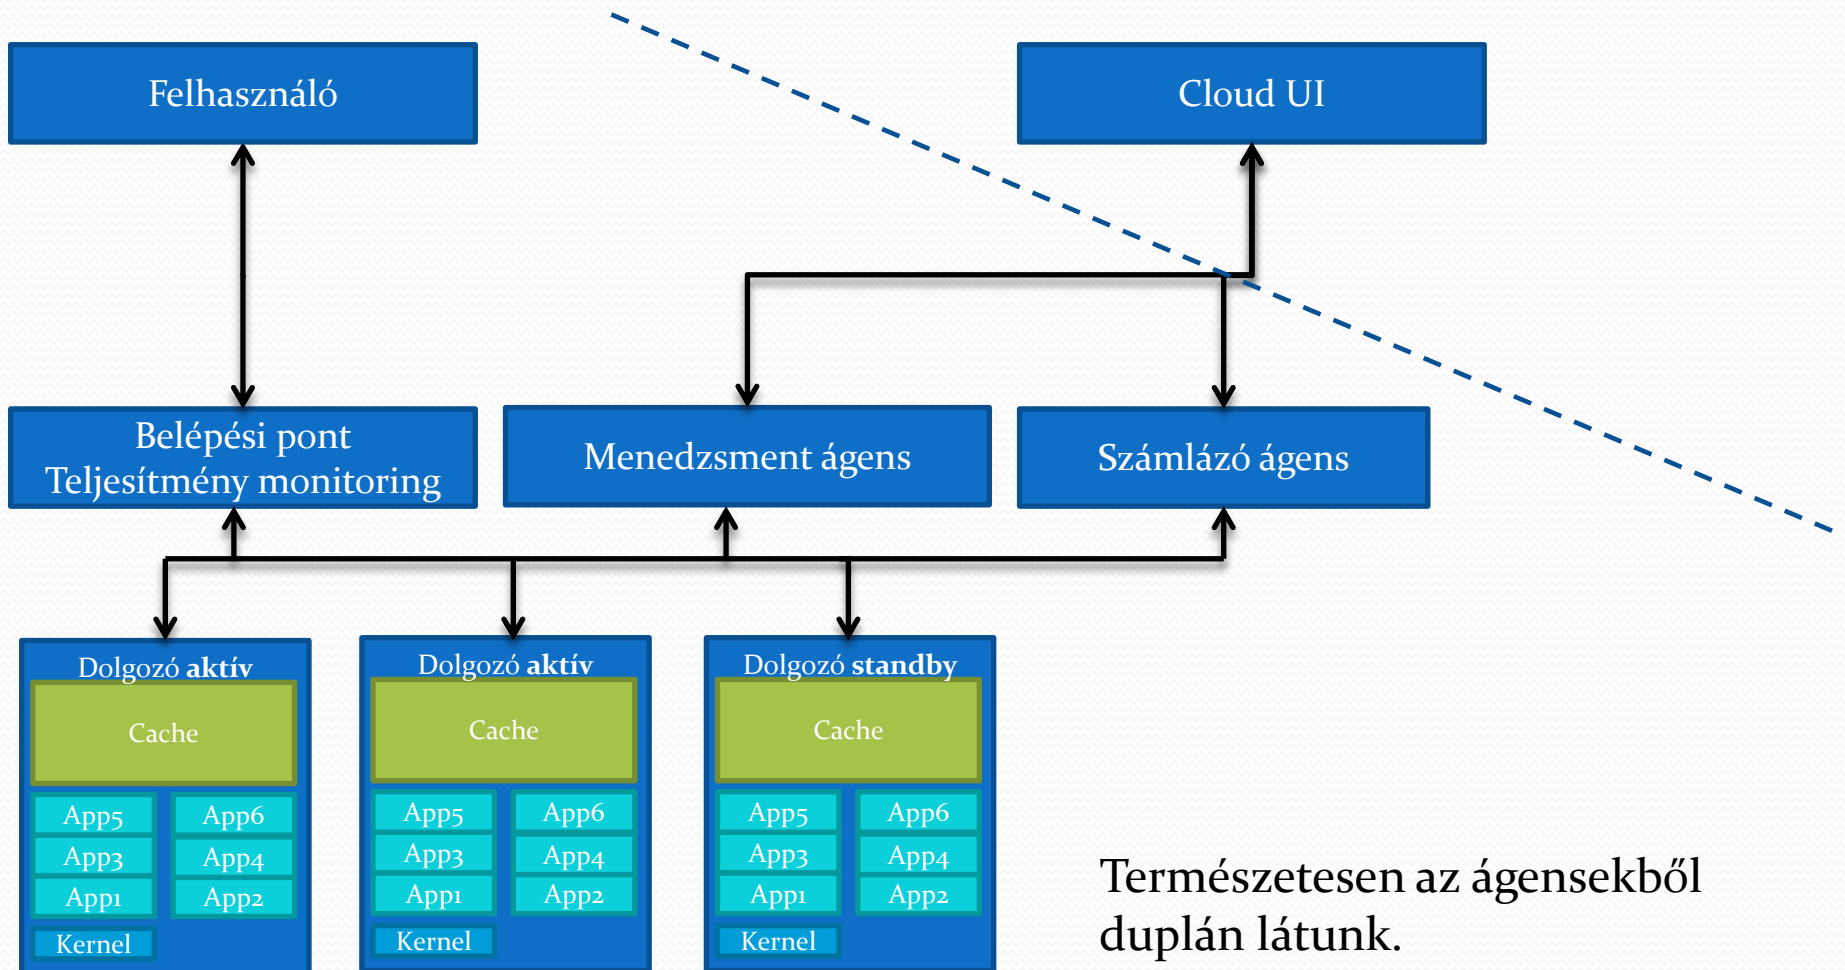 Felhasználó
Cloud UI
Belépési pont
Teljesítmény monitoring
Menedzsment ágens
Számlázó ágens
Dolgozó aktív
Cache
App5
App6
App3
App4
App1
App2
Kernel
Dolgozó aktív
Cache
App5
App6
App3
App4
App1
App2
Kernel
Dolgozó standby
Cache
App5
App6
App3
App4
App1
App2
Kernel
Természetesen az ágensekből
duplán látunk.